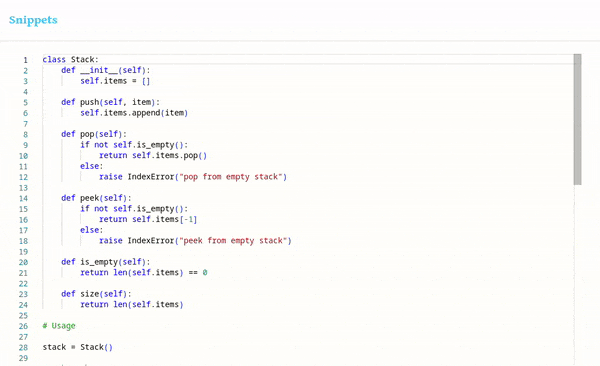 Snippets
1 class Stack:
2     def __init__(self):
3         self.items = []
4
5     def push(self, item):
6         self.items.append(item)
7
8     def pop(self):
9         if not self.is_empty():
10             return self.items.pop()
11         else:
12             raise IndexError("pop from empty stack")
13
14     def peek(self):
15         if not self.is_empty():
16             return self.items[-1]
17         else:
18             raise IndexError("peek from empty stack")
19
20     def is_empty(self):
21         return len(self.items) == 0
22
23     def size(self):
24         return len(self.items)
25
26 # Usage
27
28 stack = Stack()
29